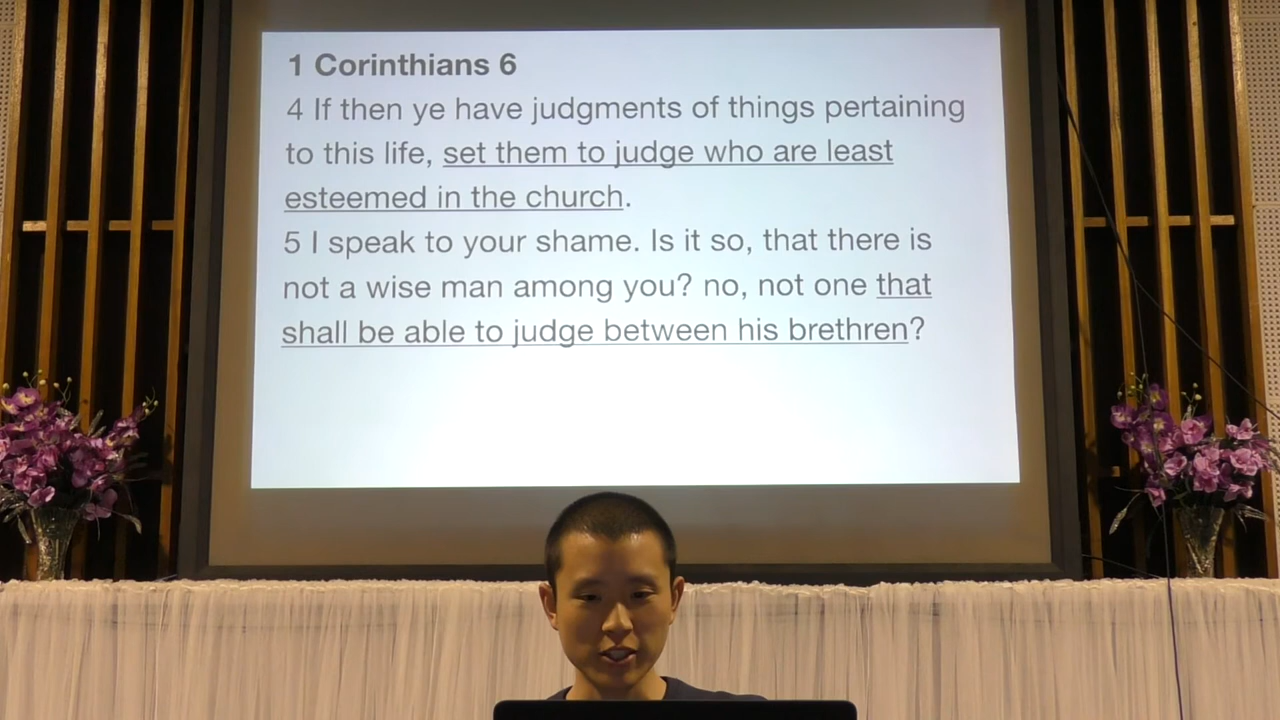 1 Corinthians 6
4 If then ye have judgments of things pertaining
to this life, set them to judge who are least
esteemed in the church.
5 I speak to your shame. Is it so, that there is
not a wise man among you? no, not one that
shall be able to judge between his brethren?